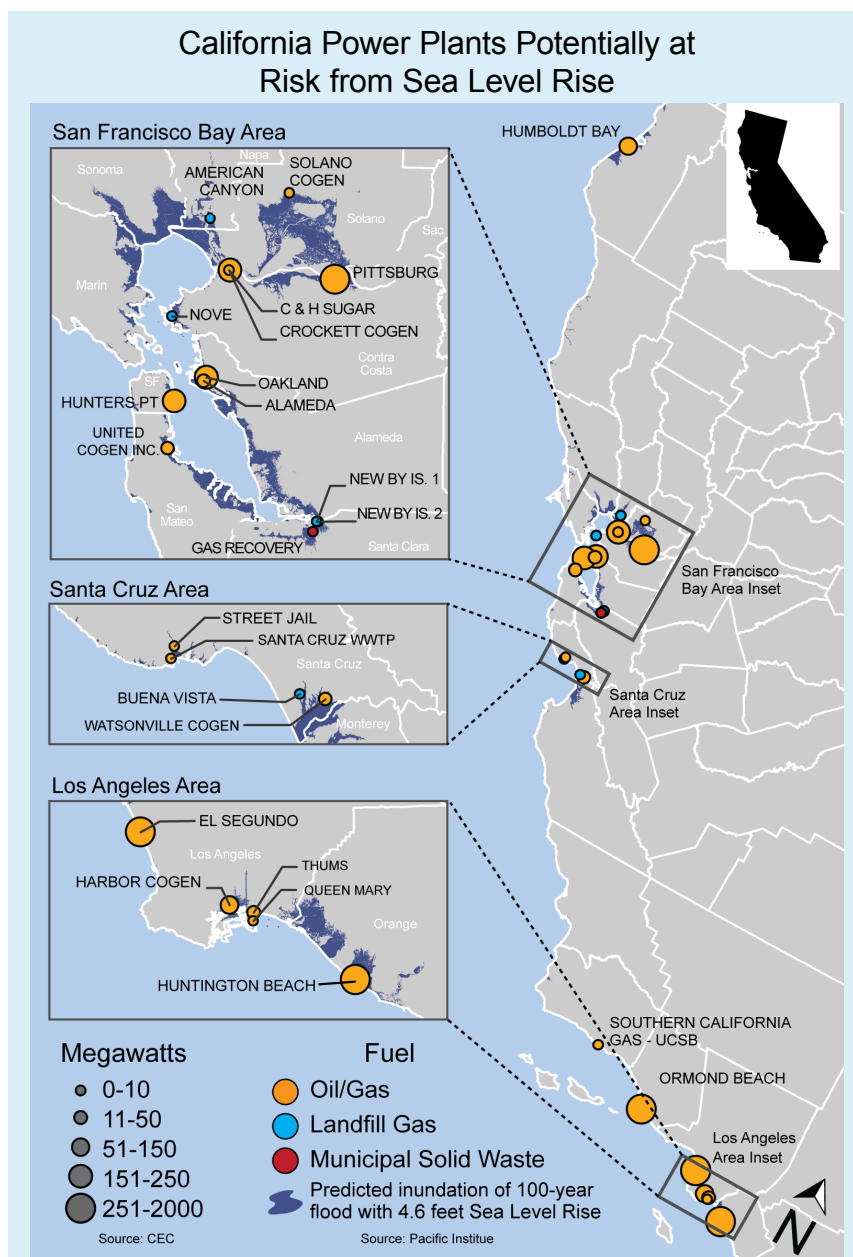 California Power Plants Potentially at
Risk from Sea Level Rise
HUMBOLDT BAY
San Francisco Bay Area
Sonoma
Napa
AMERICAN
CANYON
SOLANO
COGEN
Solano
Sac.
PITTSBURG
Marin
C & H SUGAR
NOVE
CROCKETT COGEN
Contra
Costa
SF
OAKLAND
HUNTERS PT
ALAMEDA
UNITED
COGEN INC.
Alameda
NEW BY IS. 1
San
Mateo
NEW BY IS. 2
GAS RECOVERY
Santa Clara
San Francisco
Bay Area Inset
Santa Cruz Area
STREET JAIL
SANTA CRUZ WWTP
Santa Cruz
BUENA VISTA
WATSONVILLE COGEN
Monterey
Santa Cruz
Area Inset
Los Angeles Area
EL SEGUNDO
Los Angeles
THUMS
HARBOR COGEN
QUEEN MARY
Orange
HUNTINGTON BEACH
SOUTHERN CALIFORNIA
GAS - UCSB
ORMOND BEACH
Los Angeles
Area Inset
Megawatts
0-10
11-50
51-150
151-250
251-2000
Source: CEC
Fuel
Oil/Gas
Landfill Gas
Municipal Solid Waste
Predicted inundation of 100-year
flood with 4.6 feet Sea Level Rise
Source: Pacific Institue
N